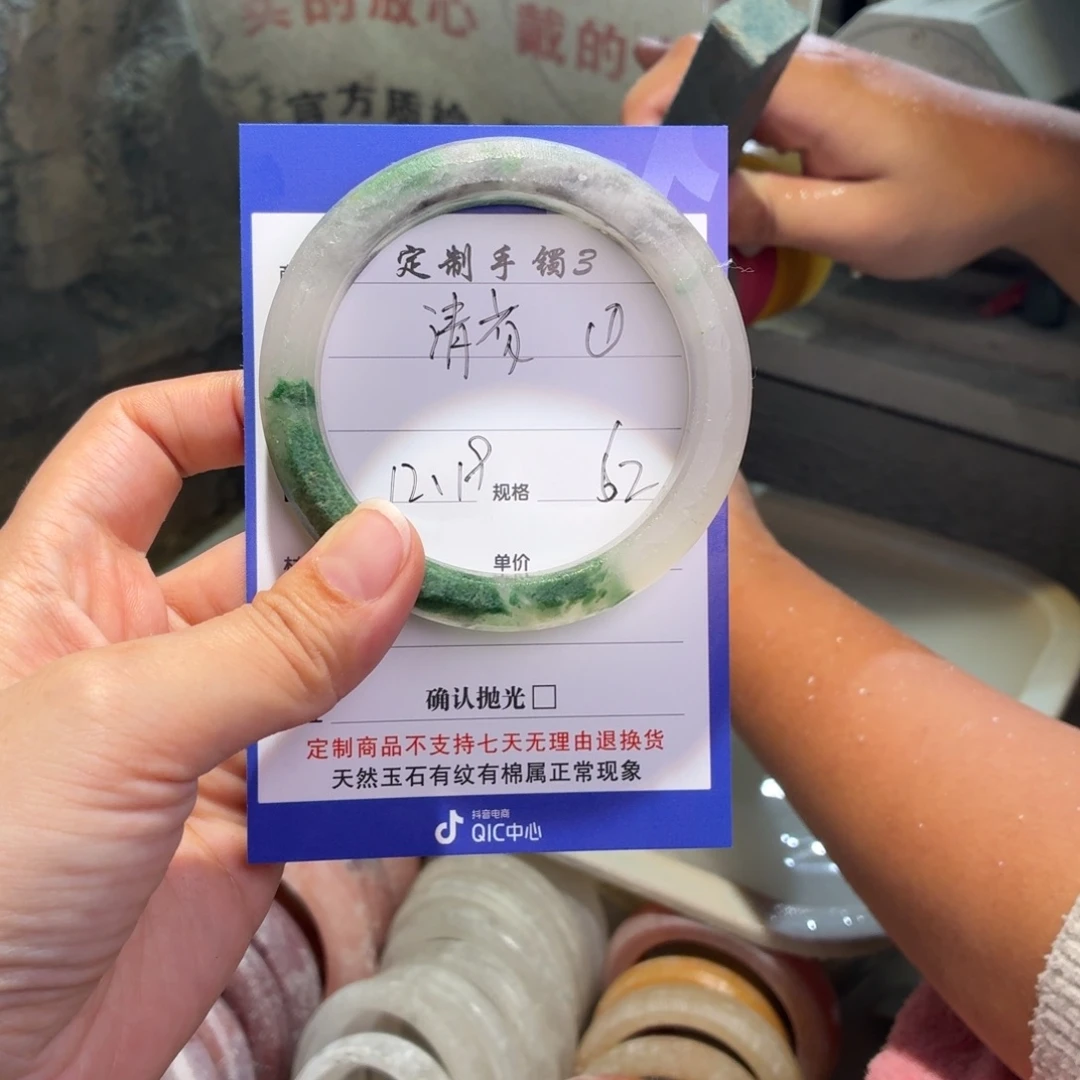 卖的放心 戴的
官方质检
定制手镯3
清有 ①
12.18 规格 62
单价
确认抛光□
定制商品不支持七天无理由退换货
天然玉石有纹有棉属正常现象
抖音电商
QIC中心